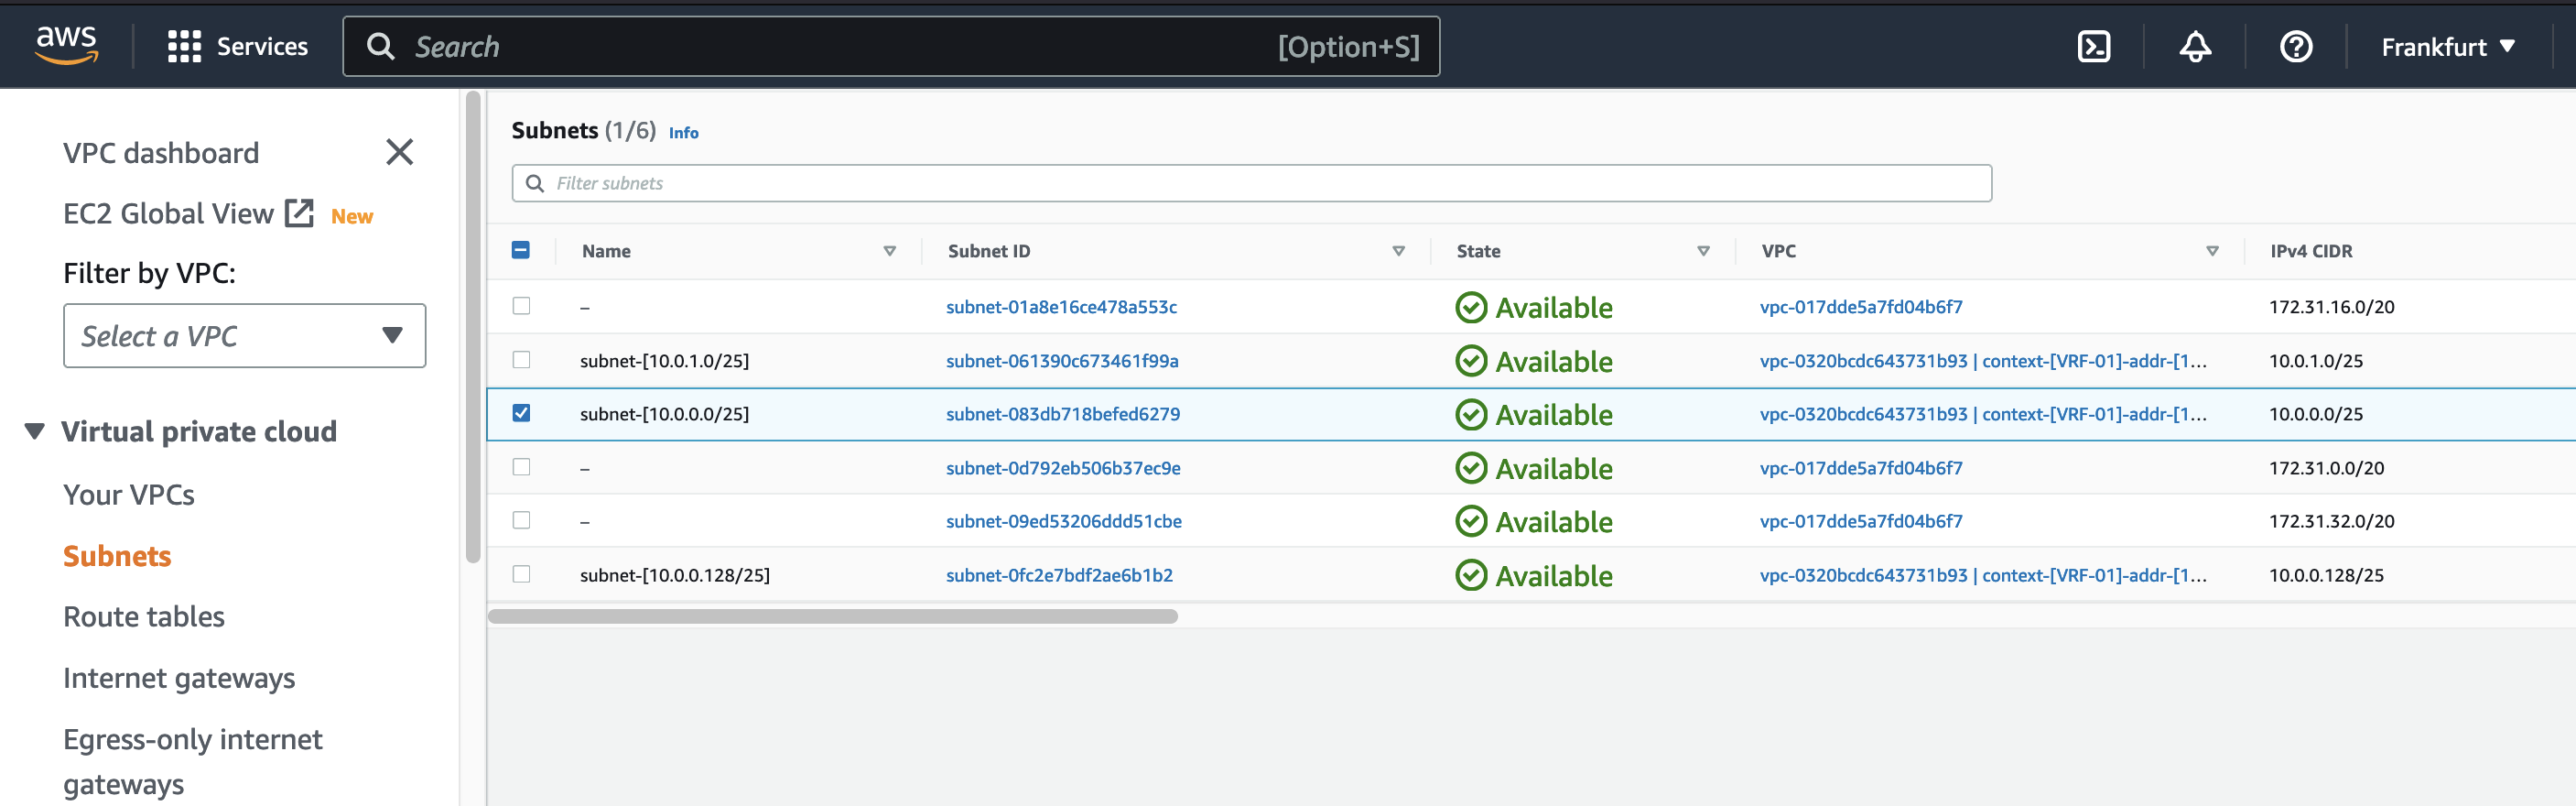 aws Services Search [Option+S] Frankfurt
VPC dashboard
EC2 Global View New
Filter by VPC:
Select a VPC
Virtual private cloud
Your VPCs
Subnets
Route tables
Internet gateways
Egress-only internet
gateways
Subnets (1/6) Info
Filter subnets
Name Subnet ID State VPC IPv4 CIDR
– subnet-01a8e16ce478a553c Available vpc-017dde5a7fd04b6f7 172.31.16.0/20
subnet-[10.0.1.0/25] subnet-061390c673461f99a Available vpc-0320bcdc643731b93 | context-[VRF-01]-addr-[1... 10.0.1.0/25
subnet-[10.0.0.0/25] subnet-083db718befed6279 Available vpc-0320bcdc643731b93 | context-[VRF-01]-addr-[1... 10.0.0.0/25
– subnet-0d792eb506b37ec9e Available vpc-017dde5a7fd04b6f7 172.31.0.0/20
– subnet-09ed53206ddd51cbe Available vpc-017dde5a7fd04b6f7 172.31.32.0/20
subnet-[10.0.0.128/25] subnet-0fc2e7bdf2ae6b1b2 Available vpc-0320bcdc643731b93 | context-[VRF-01]-addr-[1... 10.0.0.128/25